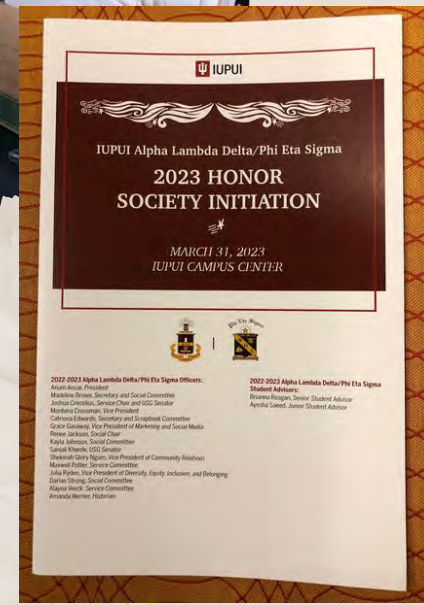 IUPUI
IUPUI Alpha Lambda Delta/Phi Eta Sigma
2023 HONOR
SOCIETY INITIATION
MARCH 31, 2023
IUPUI CAMPUS CENTER
Phi Eta Sigma
2022-2023 Alpha Lambda Delta/Phi Eta Sigma Officers:
Anum Ansar, President
Madeline Brown, Secretary and Social Committee
Joshua Crecelius, Service Chair and USG Senator
Montana Crossman, Vice President
Catriona Edwards, Secretary and Scrapbook Committee
Grace Ganaway, Vice President of Marketing and Social Media
Renee Jackson, Social Chair
Kayla Johnson, Social Committee
Sanjali Kherde, USG Senator
Shekinah Glory Ngum, Vice President of Community Relations
Maxwell Potter, Service Committee
Julia Ryden, Vice President of Diversity, Equity, Inclusion, and Belonging
Darian Strong, Social Committee
Alayna Service Committee
Amanda Werner, Historian
2022-2023 Alpha Lambda Delta/Phi Eta Sigma
Student Advisors:
Brianna Reagan, Senior Student Advisor
Ayesha Saeed, Junior Student Advisor